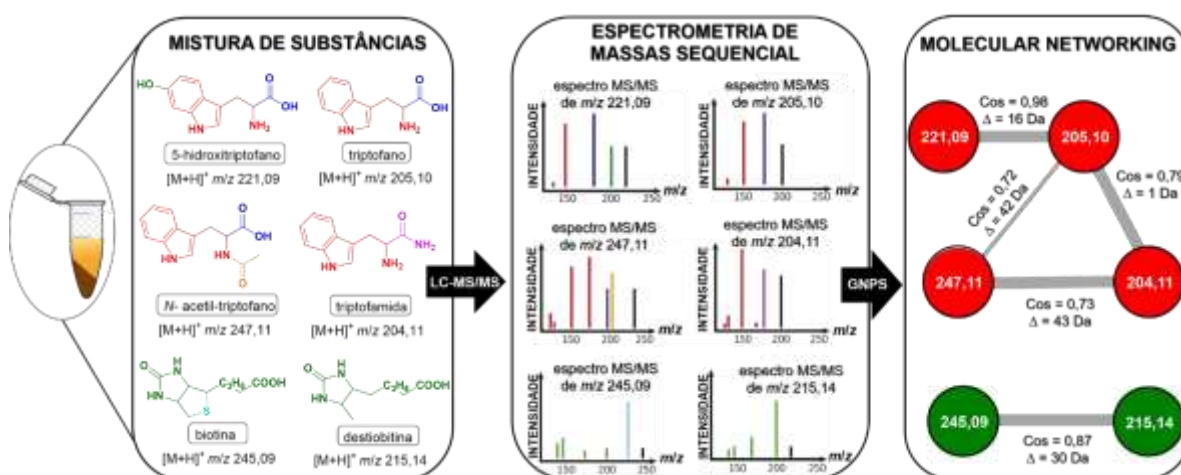 MISTURA DE SUBSTÂNCIAS
HO
O
OH
NH₂
HN
5-hidroxitriptofano
[M+H]⁺ m/z 221,09
O
OH
NH₂
HN
triptofano
[M+H]⁺ m/z 205,10
O
OH
HN
HN
O
N- acetil-triptofano
[M+H]⁺ m/z 247,11
O
NH₂
NH₂
HN
triptofamida
[M+H]⁺ m/z 204,11
O
H
N
HN
S
COOH
biotina
[M+H]⁺ m/z 245,09
O
H
N
HN
COOH
destiobitina
[M+H]⁺ m/z 215,14
LC-MS/MS
ESPECTROMETRIA DE
MASSAS SEQUENCIAL
espectro MS/MS
de m/z 221,09
INTENSIDADE
150 200 250 m/z
espectro MS/MS
de m/z 205,10
INTENSIDADE
150 200 250 m/z
espectro MS/MS
de m/z 247,11
INTENSIDADE
150 200 250 m/z
espectro MS/MS
de m/z 204,11
INTENSIDADE
150 200 250 m/z
espectro MS/MS
de m/z 245,09
INTENSIDADE
150 200 250 m/z
espectro MS/MS
de m/z 215,14
INTENSIDADE
150 200 250 m/z
GNPS
MOLECULAR NETWORKING
221,09
Cos = 0,98
Δ = 16 Da
205,10
Cos = 0,72
Δ = 42 Da
Cos = 0,79
Δ = 1 Da
247,11
204,11
Cos = 0,73
Δ = 43 Da
245,09
215,14
Cos = 0,87
Δ = 30 Da